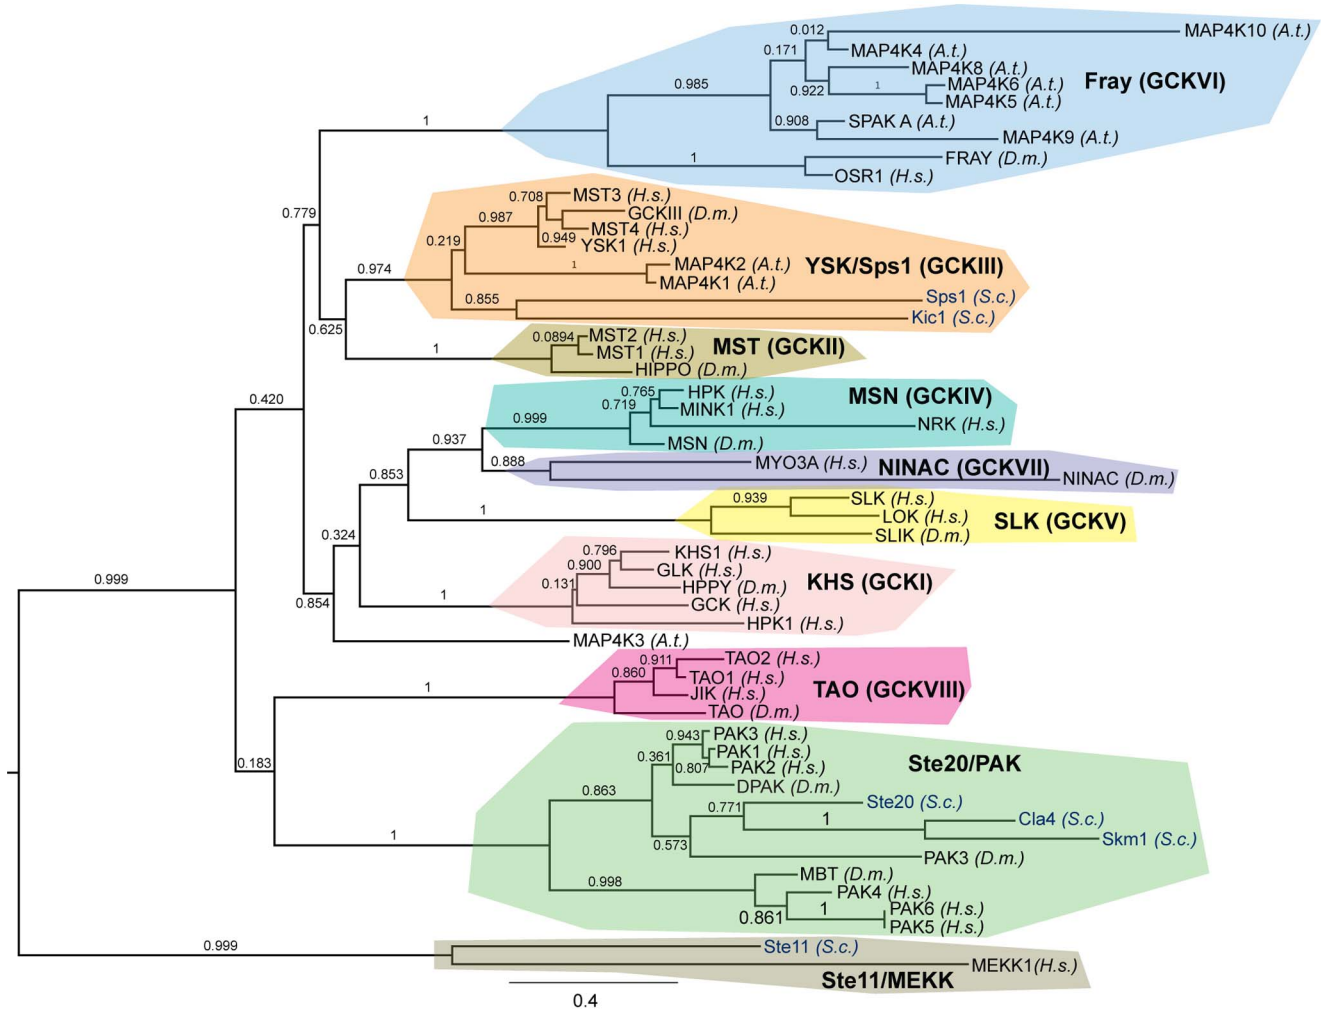 0.012
MAP4K10 (A.t.)
0.171
MAP4K4 (A.t.)
MAP4K8 (A.t.)
0.985
0.922
1
MAP4K6 (A.t.)
Fray (GCKVI)
MAP4K5 (A.t.)
1
0.908
SPAK A (A.t.)
MAP4K9 (A.t.)
1
FRAY (D.m.)
OSR1 (H.s.)
0.779
0.708
MST3 (H.s.)
0.987
GCKIII (D.m.)
MST4 (H.s.)
0.219
0.949
YSK1 (H.s.)
0.974
1
MAP4K2 (A.t.)
YSK/Sps1 (GCKIII)
MAP4K1 (A.t.)
0.855
Sps1 (S.c.)
Kic1 (S.c.)
0.625
0.0894
MST2 (H.s.)
1
MST1 (H.s.)
MST (GCKII)
HIPPO (D.m.)
0.420
0.765
HPK (H.s.)
MSN (GCKIV)
0.719
MINK1 (H.s.)
0.999
NRK (H.s.)
0.937
MSN (D.m.)
0.888
MYO3A (H.s.)
NINAC (GCKVII)
0.853
NINAC (D.m.)
0.939
SLK (H.s.)
1
LOK (H.s.)
SLK (GCKV)
SLIK (D.m.)
0.324
0.796
KHS1 (H.s.)
0.900
GLK (H.s.)
0.999
0.131
HPPY (D.m.)
KHS (GCKI)
0.854
1
GCK (H.s.)
HPK1 (H.s.)
MAP4K3 (A.t.)
0.911
TAO2 (H.s.)
0.860
TAO1 (H.s.)
1
JIK (H.s.)
TAO (GCKVIII)
TAO (D.m.)
0.183
0.943
PAK3 (H.s.)
0.361
PAK1 (H.s.)
0.807
PAK2 (H.s.)
Ste20/PAK
0.863
DPAK (D.m.)
0.771
Ste20 (S.c.)
1
Cla4 (S.c.)
1
0.573
Skm1 (S.c.)
PAK3 (D.m.)
0.998
MBT (D.m.)
PAK4 (H.s.)
0.861
1
PAK6 (H.s.)
PAK5 (H.s.)
0.999
Ste11 (S.c.)
MEKK1(H.s.)
Ste11/MEKK
0.4